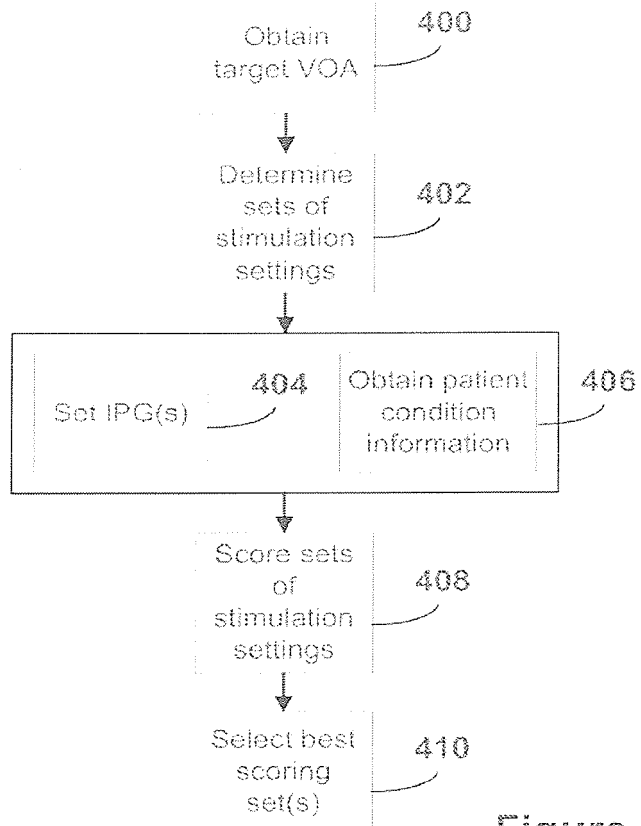 Obtain
target VOA
400
Determine
sets of
stimulation
settings
402
Set IPG(s)
404
Obtain patient
condition
information
406
Score sets
of
stimulation
settings
408
Select best
scoring
set(s)
410
Figure